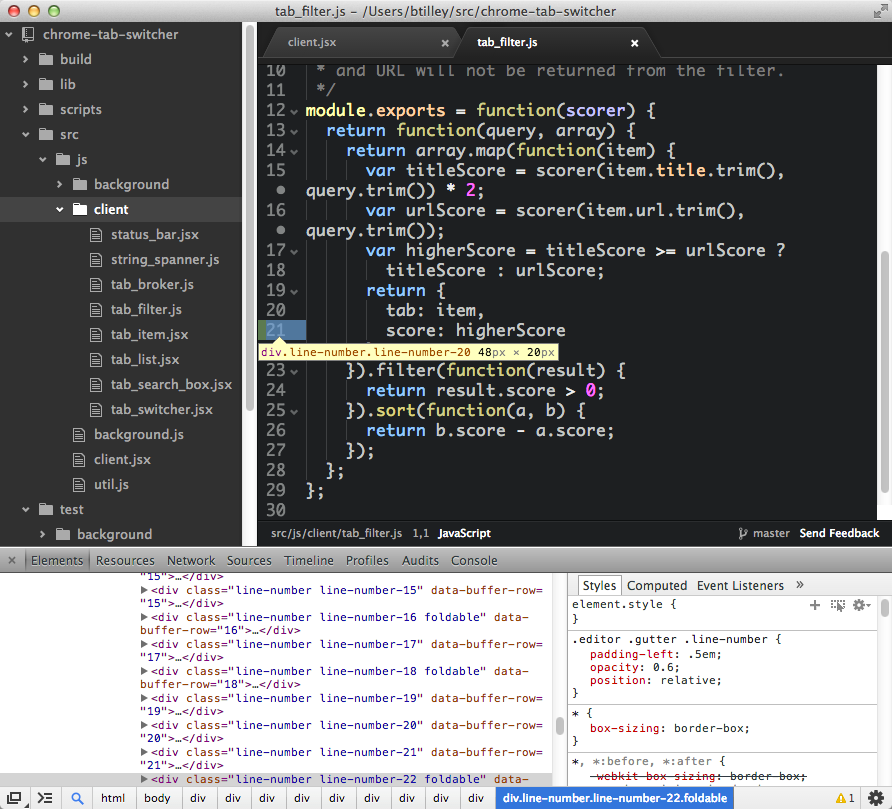 tab_filter.js - /Users/btilley/src/chrome-tab-switcher
chrome-tab-switcher
build
lib
scripts
src
js
background
client
status_bar.jsx
string_spanner.js
tab_broker.js
tab_filter.js
tab_item.jsx
tab_list.jsx
tab_search_box.jsx
tab_switcher.jsx
background.js
client.jsx
util.js
test
background
client.jsx
tab_filter.js
10 * and URL will not be returned from the filter.
11 */
12 module.exports = function(scorer) {
13 return function(query, array) {
14 return array.map(function(item) {
15 var titleScore = scorer(item.title.trim(),
• query.trim()) * 2;
16 var urlScore = scorer(item.url.trim(),
• query.trim());
17 var higherScore = titleScore >= urlScore ?
18 titleScore : urlScore;
19 return {
20 tab: item,
21 score: higherScore
div.line-number.line-number-20 48px × 20px
23 }).filter(function(result) {
24 return result.score > 0;
25 }).sort(function(a, b) {
26 return b.score - a.score;
27 });
28 };
29 };
30
src/js/client/tab_filter.js 1,1 JavaScript master Send Feedback
Elements Resources Network Sources Timeline Profiles Audits Console
"15">…</div>
<div class="line-number line-number-15" data-buffer-row=
"15">…</div>
<div class="line-number line-number-16 foldable" data-
buffer-row="16">…</div>
<div class="line-number line-number-17" data-buffer-row=
"17">…</div>
<div class="line-number line-number-18 foldable" data-
buffer-row="18">…</div>
<div class="line-number line-number-19" data-buffer-row=
"19">…</div>
<div class="line-number line-number-20" data-buffer-row=
"20">…</div>
<div class="line-number line-number-21" data-buffer-row=
"21">…</div>
<div class="line-number line-number-22 foldable" data-
Styles Computed Event Listeners »
element.style {
}
.editor .gutter .line-number {
padding-left: .5em;
opacity: 0.6;
position: relative;
}
* {
box-sizing: border-box;
}
*, *:before, *:after {
-webkit-box-sizing: border-box;
html body div div div div div div div div div div.line-number.line-number-22.foldable 1